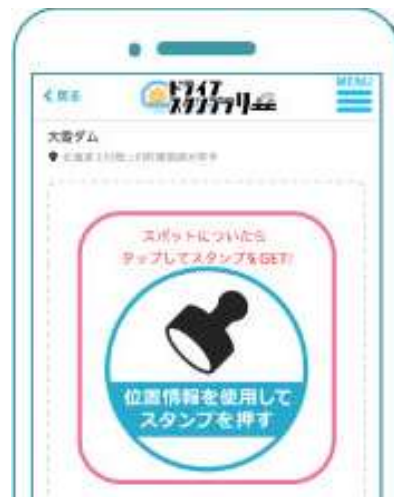 戻る
ドライブ
スタンプラリー
MENU
大雪ダム
スポットについたら
タップしてスタンプをGET!
位置情報を使用して
スタンプを押す